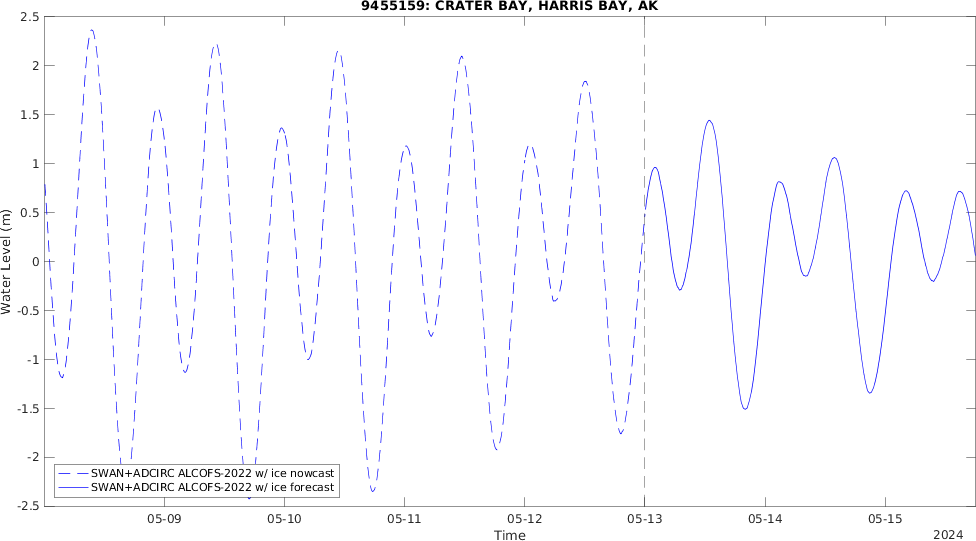 9455159: CRATER BAY, HARRIS BAY, AK
2.5
2
1.5
1
0.5
0
-0.5
-1
-1.5
-2
-2.5
Water Level (m)
SWAN+ADCIRC ALCOFS-2022 w/ ice nowcast
SWAN+ADCIRC ALCOFS-2022 w/ ice forecast
05-09 05-10 05-11 05-12 05-13 05-14 05-15
Time
2024